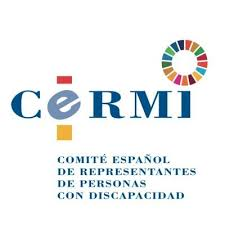 CeRMI
COMITÉ ESPAÑOL
DE REPRESENTANTES
DE PERSONAS
CON DISCAPACIDAD